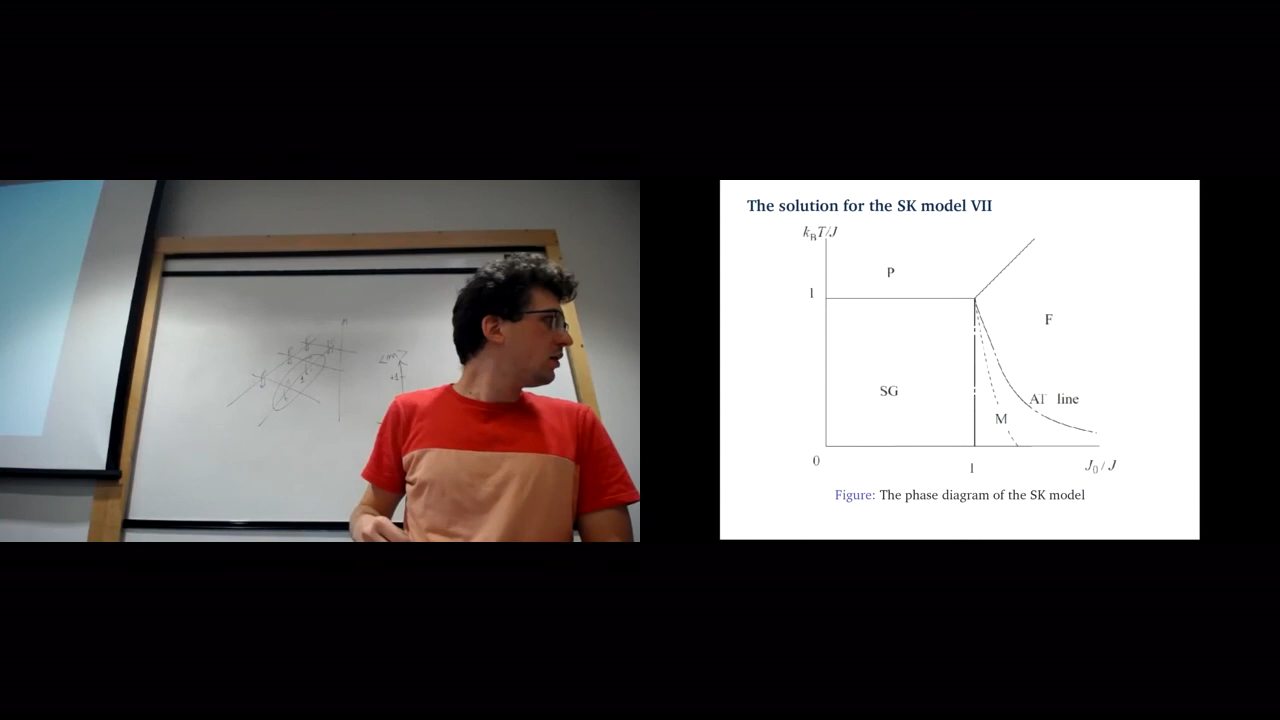 The solution for the SK model VII
k_B T/J
P
1
F
SG
AT line
M
0
1
J_0 / J
Figure: The phase diagram of the SK model